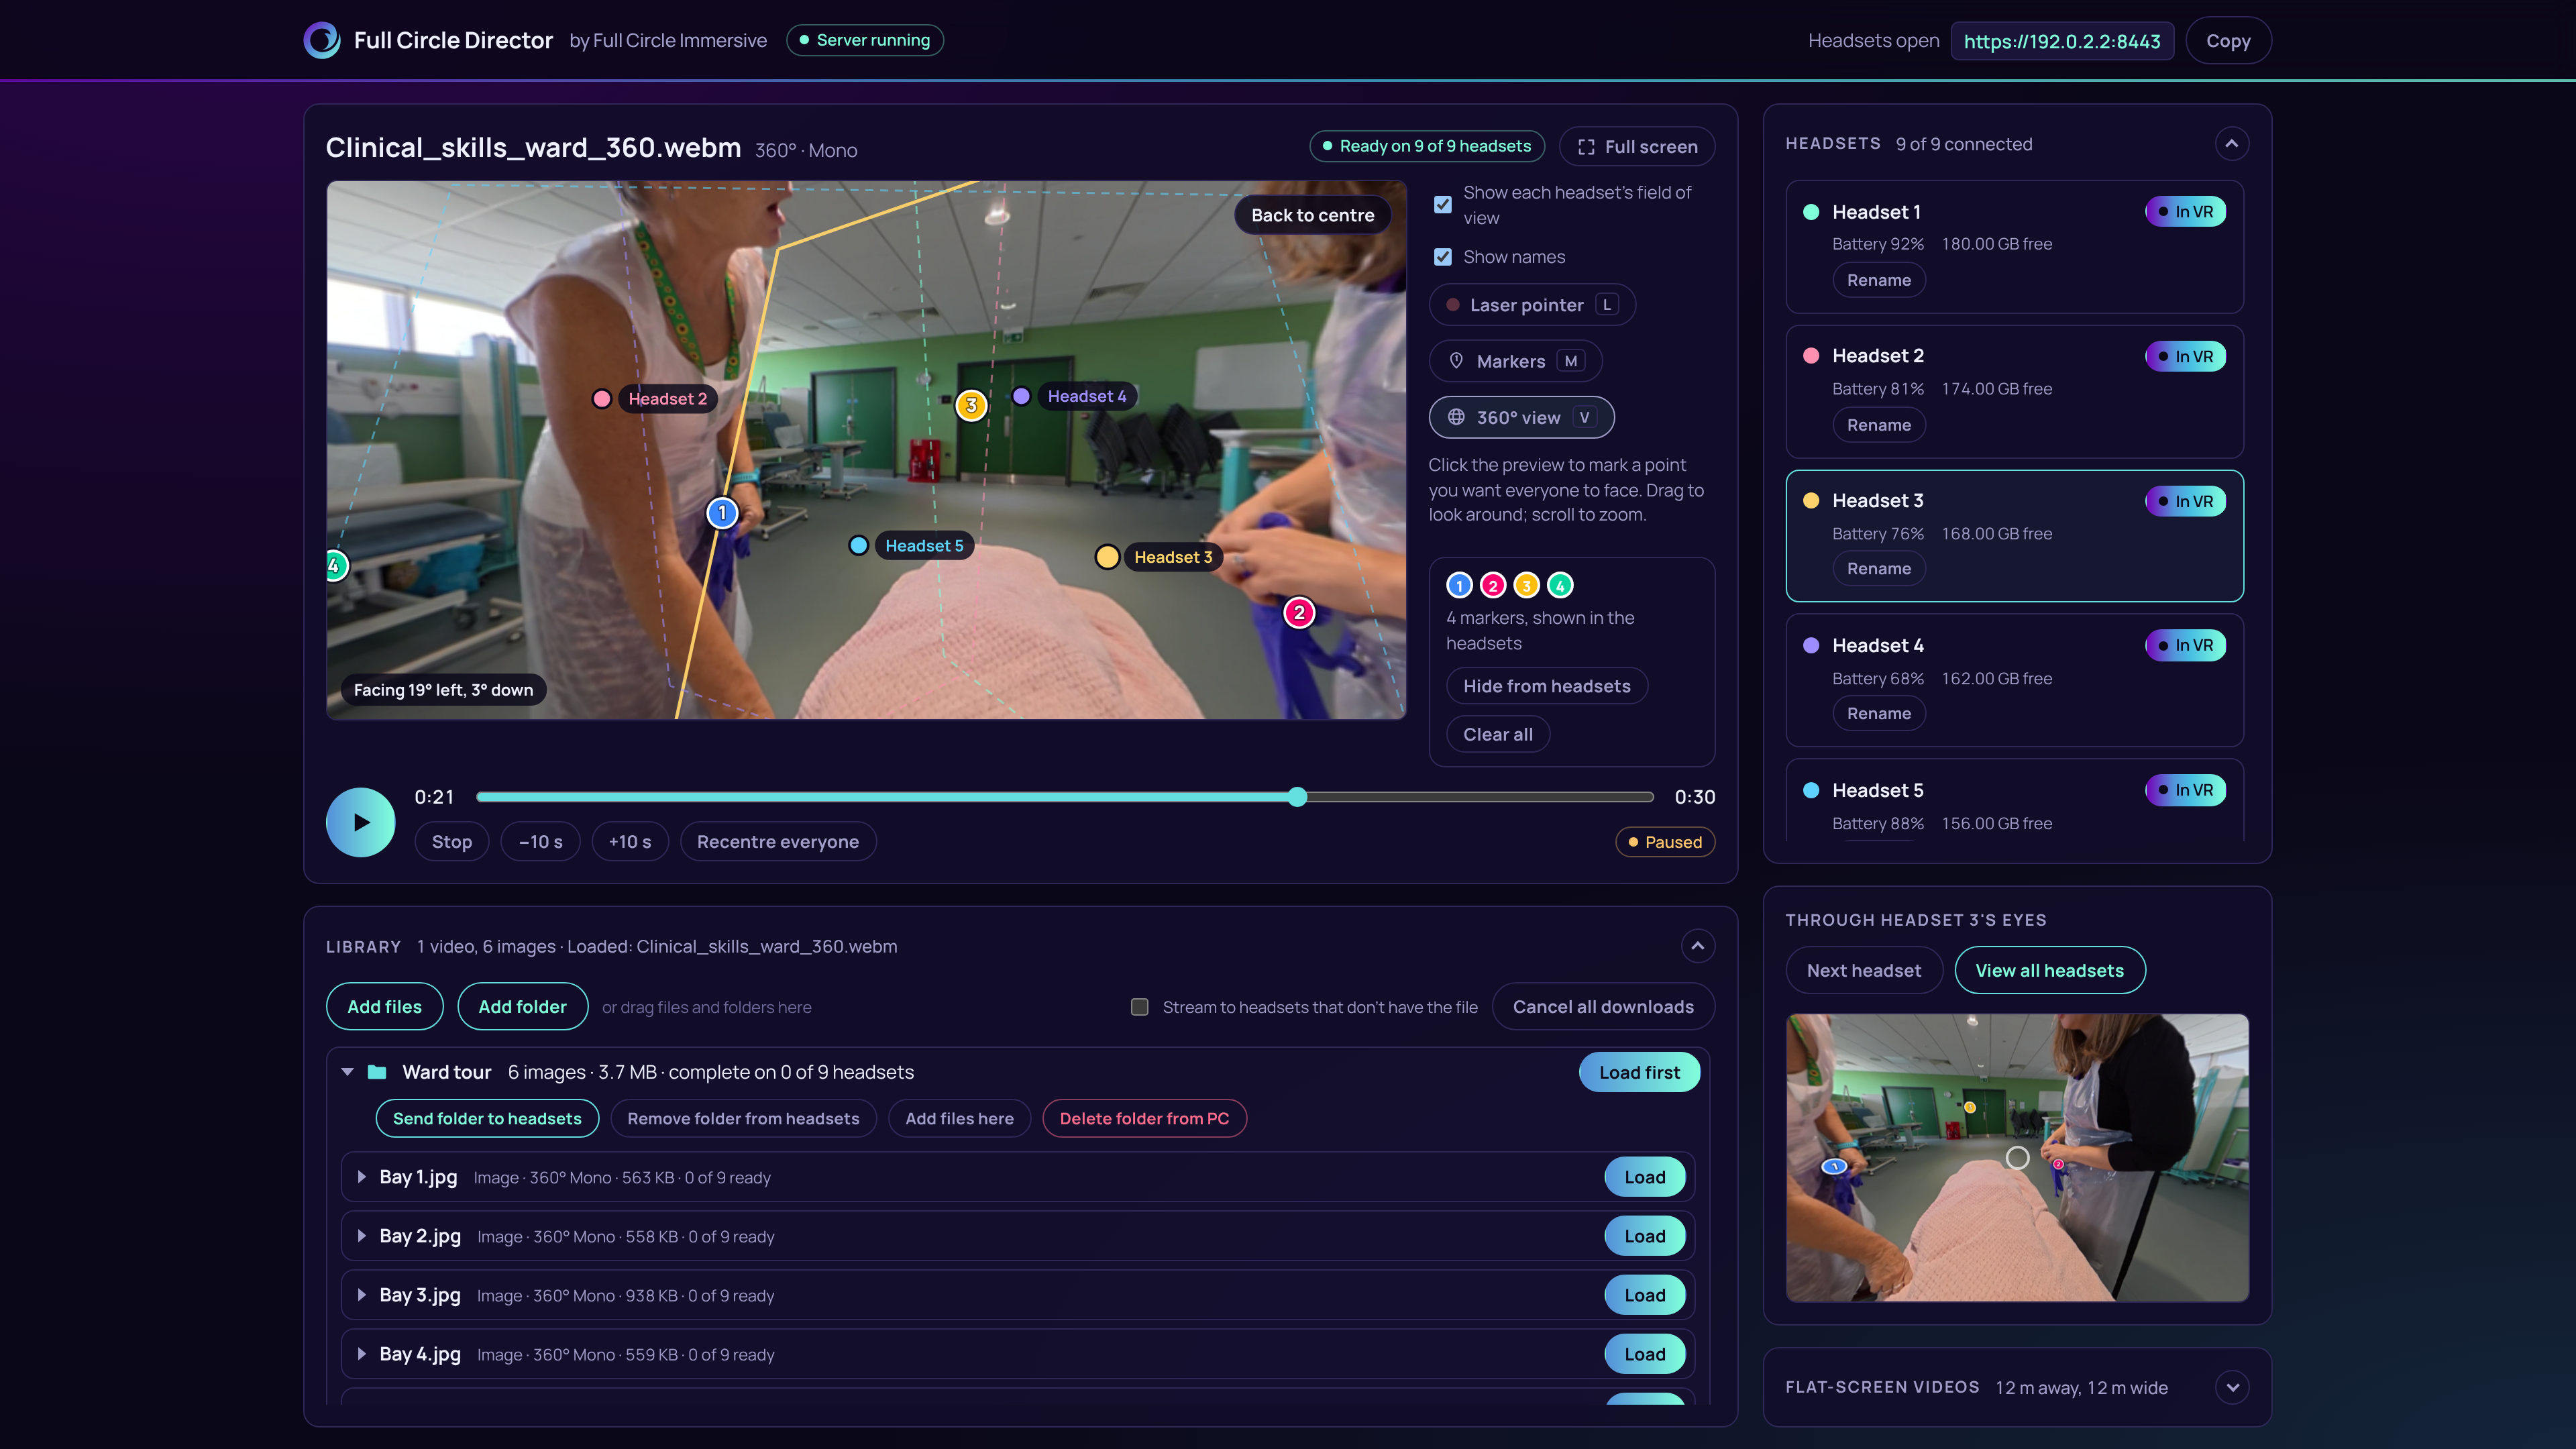 Full Circle Director by Full Circle Immersive Server running
Headsets open https://192.0.2.2:8443 Copy
Clinical_skills_ward_360.webm 360° · Mono
Ready on 9 of 9 headsets Full screen
Back to centre
Headset 2
3
Headset 4
1
Headset 5
Headset 3
4
2
Facing 19° left, 3° down
Show each headset's field of
view
Show names
Laser pointer L
Markers M
360° view V
Click the preview to mark a point
you want everyone to face. Drag to
look around; scroll to zoom.
1 2 3 4
4 markers, shown in the
headsets
Hide from headsets
Clear all
0:21 0:30
Stop −10 s +10 s Recentre everyone Paused
HEADSETS 9 of 9 connected
Headset 1 In VR
Battery 92% 180.00 GB free
Rename
Headset 2 In VR
Battery 81% 174.00 GB free
Rename
Headset 3 In VR
Battery 76% 168.00 GB free
Rename
Headset 4 In VR
Battery 68% 162.00 GB free
Rename
Headset 5 In VR
Battery 88% 156.00 GB free
LIBRARY 1 video, 6 images · Loaded: Clinical_skills_ward_360.webm
Add files Add folder or drag files and folders here Stream to headsets that don't have the file Cancel all downloads
Ward tour 6 images · 3.7 MB · complete on 0 of 9 headsets Load first
Send folder to headsets Remove folder from headsets Add files here Delete folder from PC
Bay 1.jpg Image · 360° Mono · 563 KB · 0 of 9 ready Load
Bay 2.jpg Image · 360° Mono · 558 KB · 0 of 9 ready Load
Bay 3.jpg Image · 360° Mono · 938 KB · 0 of 9 ready Load
Bay 4.jpg Image · 360° Mono · 559 KB · 0 of 9 ready Load
THROUGH HEADSET 3'S EYES
Next headset View all headsets
3
1
2
FLAT-SCREEN VIDEOS 12 m away, 12 m wide